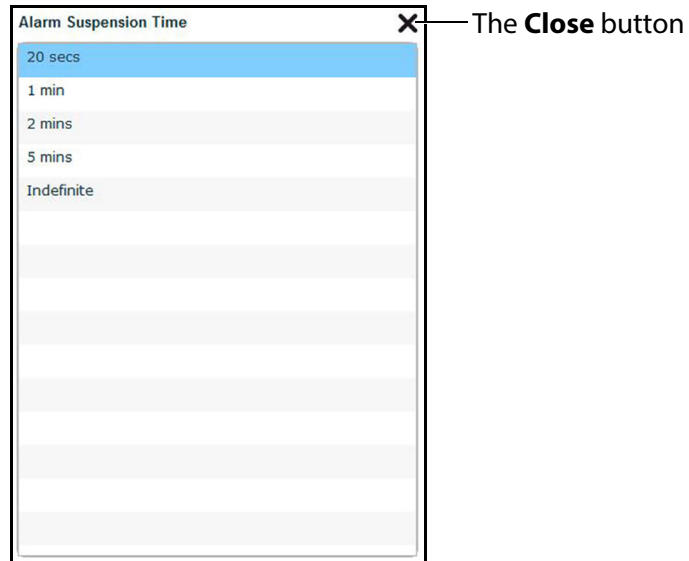 Alarm Suspension Time
The Close button
20 secs
1 min
2 mins
5 mins
Indefinite